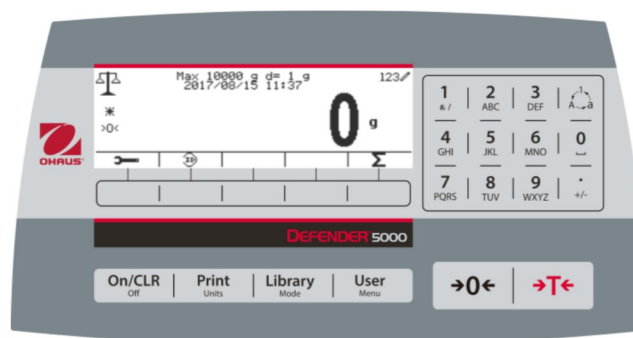 Max 10000 g d= 1 g
2017/08/15 11:37
123
>0<
0 g
ID
Σ
OHAUS
DEFENDER 5000
On/CLR
Off
Print
Units
Library
Mode
User
Menu
1
&. /
2
ABC
3
DEF
1
A a
4
GHI
5
JKL
6
MNO
0
7
PQRS
8
TUV
9
WXYZ
.
+/-
→0←
→T←